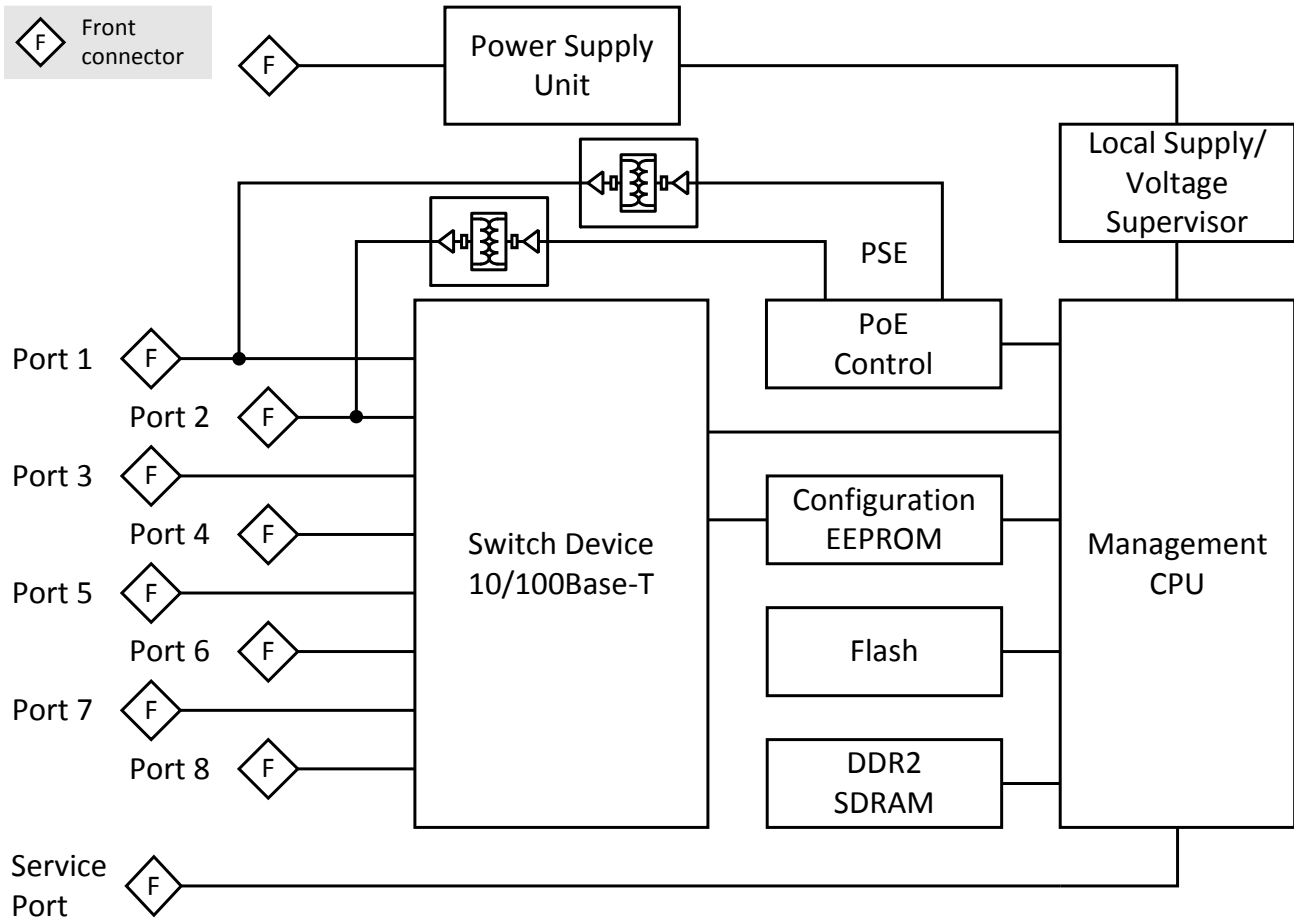 F
Front
connector
F
Power Supply
Unit
Local Supply/
Voltage
Supervisor
PSE
PoE
Control
Port 1
F
Port 2
F
Port 3
F
Port 4
F
Port 5
F
Port 6
F
Port 7
F
Port 8
F
Switch Device
10/100Base-T
Configuration
EEPROM
Flash
DDR2
SDRAM
Management
CPU
Service
Port
F